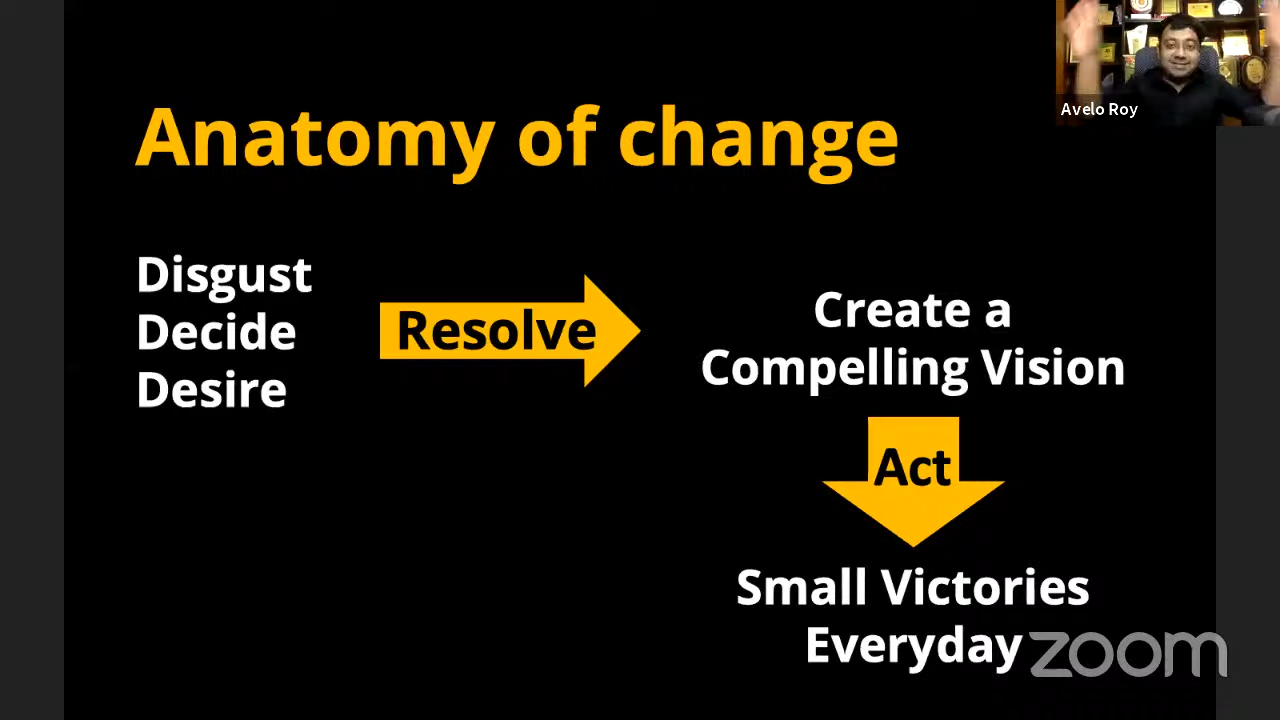 Avelo Roy
Anatomy of change
Disgust
Decide
Desire
Resolve
Create a
Compelling Vision
Act
Small Victories
Everyday
zoom